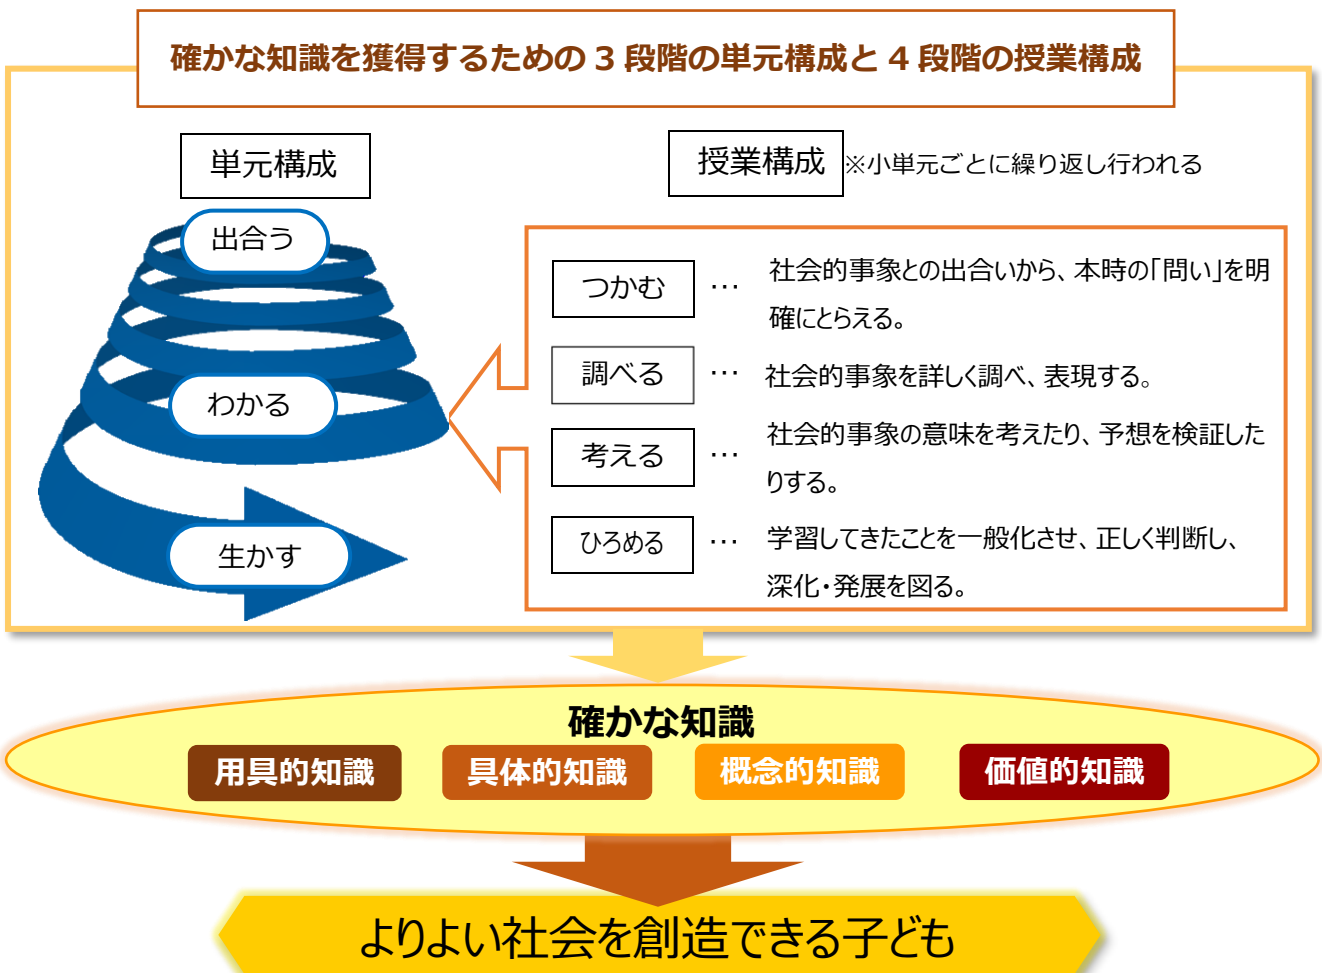 確かな知識を獲得するための３段階の単元構成と４段階の授業構成
単元構成
授業構成 ※小単元ごとに繰り返し行われる
出合う
わかる
生かす
つかむ … 社会的事象との出合いから、本時の「問い」を明
確にとらえる。
調べる … 社会的事象を詳しく調べ、表現する。
考える … 社会的事象の意味を考えたり、予想を検証した
りする。
ひろめる … 学習してきたことを一般化させ、正しく判断し、
深化・発展を図る。
確かな知識
用具的知識 具体的知識 概念的知識 価値的知識
よりよい社会を創造できる子ども